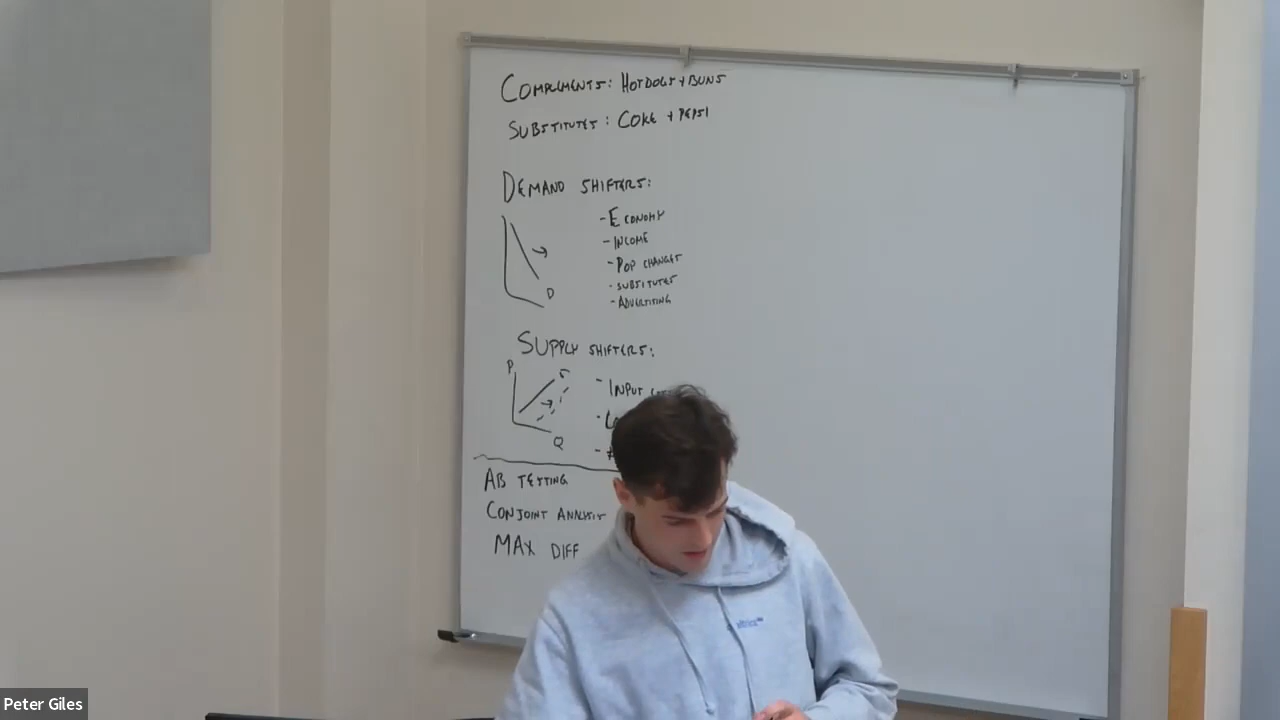 COMPLEMENTS: HOTDOGS + BUNS
SUBSTITUTES: COKE + PEPSI
DEMAND SHIFTERS:
- ECONOMY
- INCOME
- POP CHANGES
- SUBSTITUTES
- ADVERTISING
D
SUPPLY SHIFTERS:
P
S
Q
- INPUT
AB TESTING
CONJOINT ANALYSIS
MAX DIFF
Peter Giles